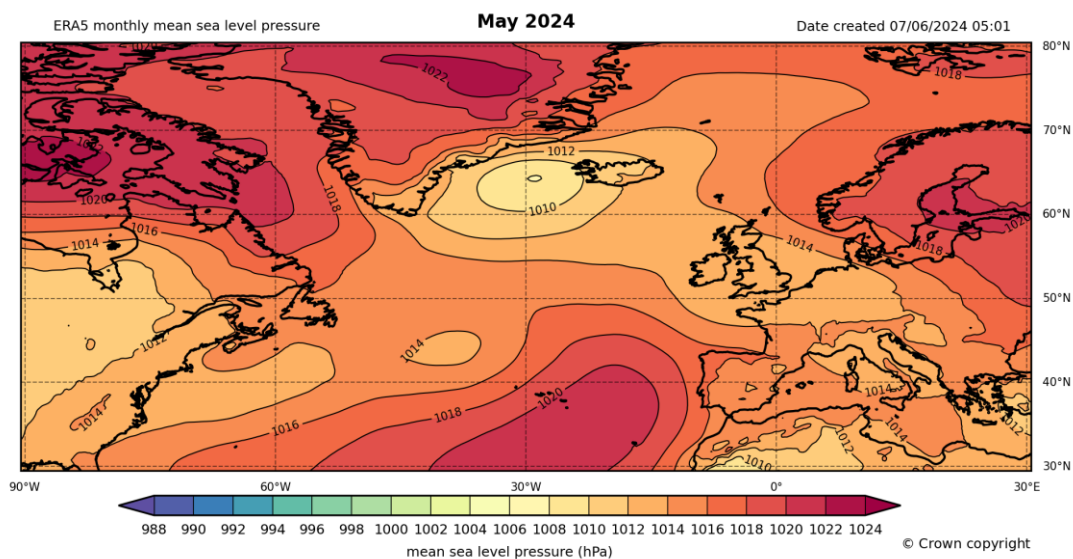 May 2024
ERA5 monthly mean sea level pressure
Date created 07/06/2024 05:01
1020
1022
1018
80°N
1022
1012
70°N
1020
1018
1016
1014
1010
1014
1018
1020
60°N
1012
1014
50°N
1014
1018
1020
1014
1016
1014
1012
1012
1010
40°N
30°N
90°W
60°W
30°W
0°
30°E
988 990 992 994 996 998 1000 1002 1004 1006 1008 1010 1012 1014 1016 1018 1020 1022 1024
mean sea level pressure (hPa)
© Crown copyright